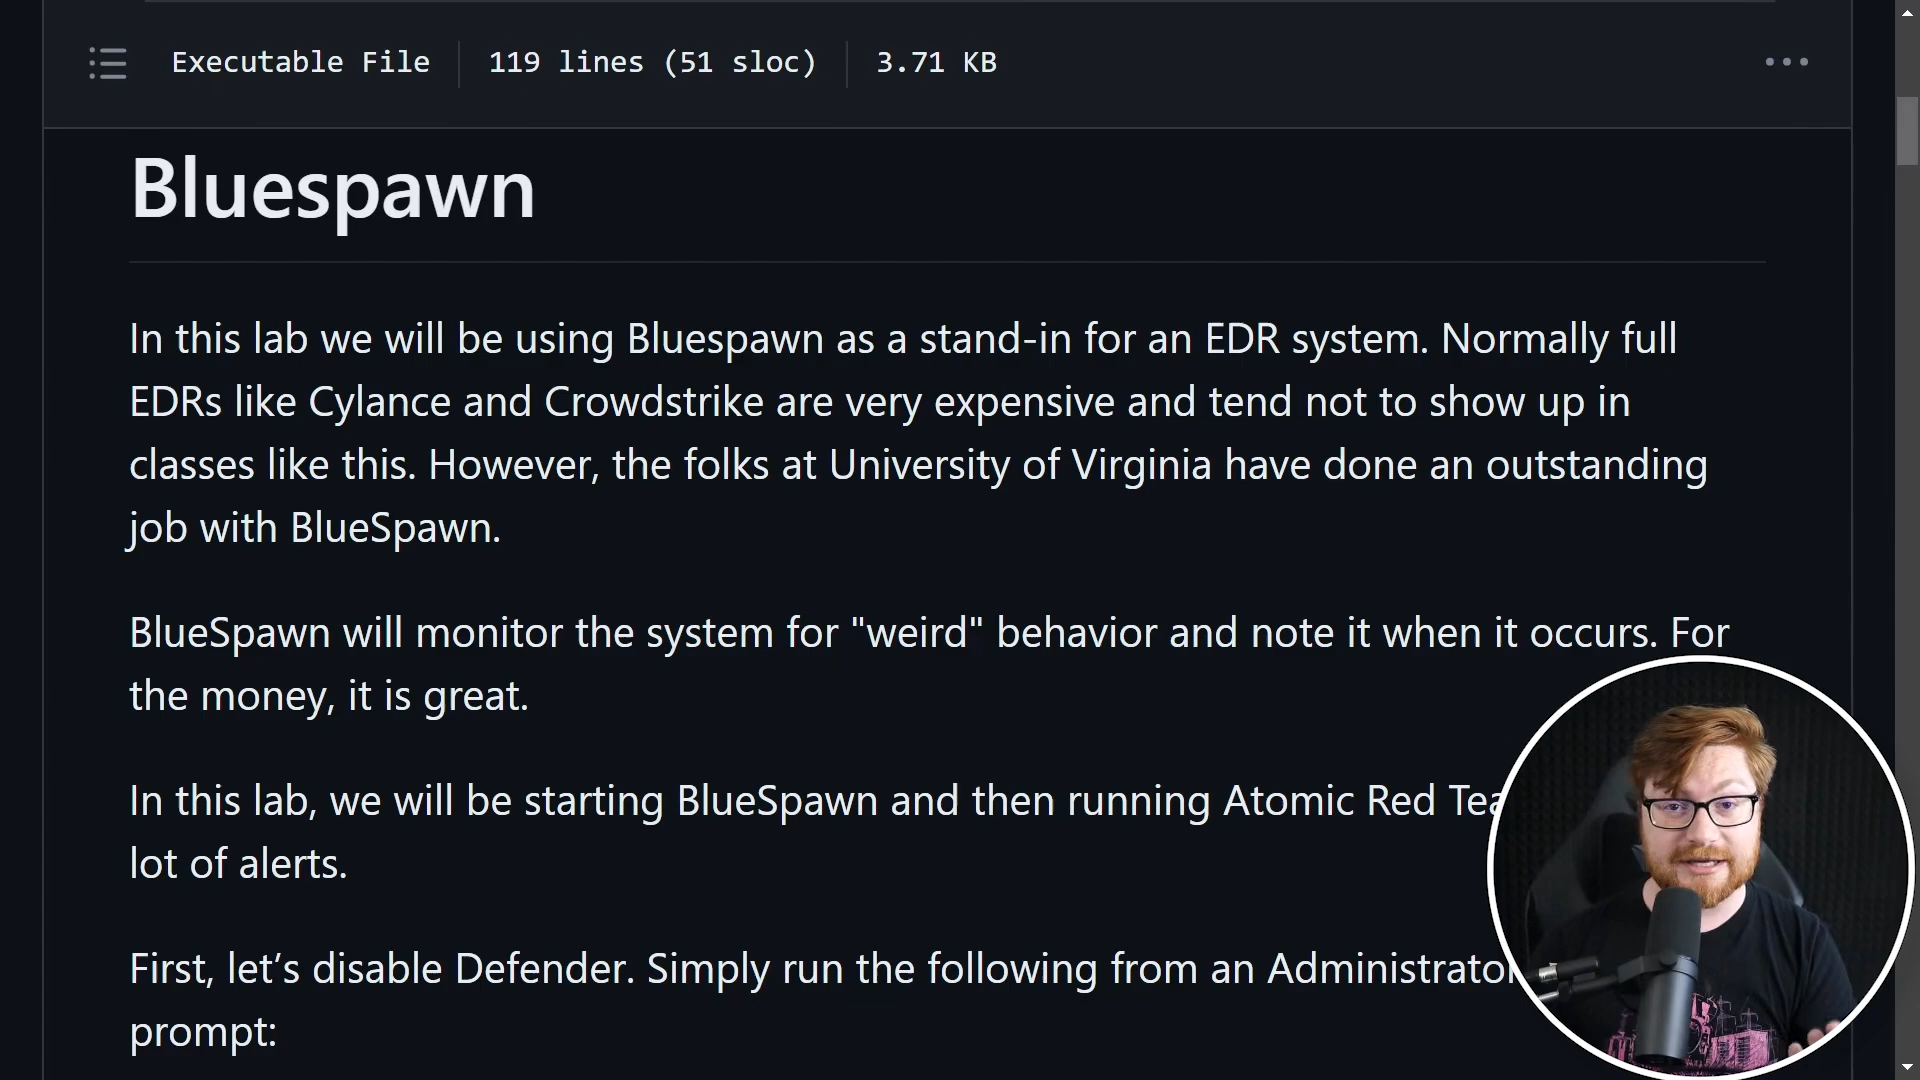 Executable File 119 lines (51 sloc) 3.71 KB
Bluespawn
In this lab we will be using Bluespawn as a stand-in for an EDR system. Normally full
EDRs like Cylance and Crowdstrike are very expensive and tend not to show up in
classes like this. However, the folks at University of Virginia have done an outstanding
job with BlueSpawn.
BlueSpawn will monitor the system for "weird" behavior and note it when it occurs. For
the money, it is great.
In this lab, we will be starting BlueSpawn and then running Atomic Red
lot of alerts.
First, let’s disable Defender. Simply run the following from an Administrator
prompt: